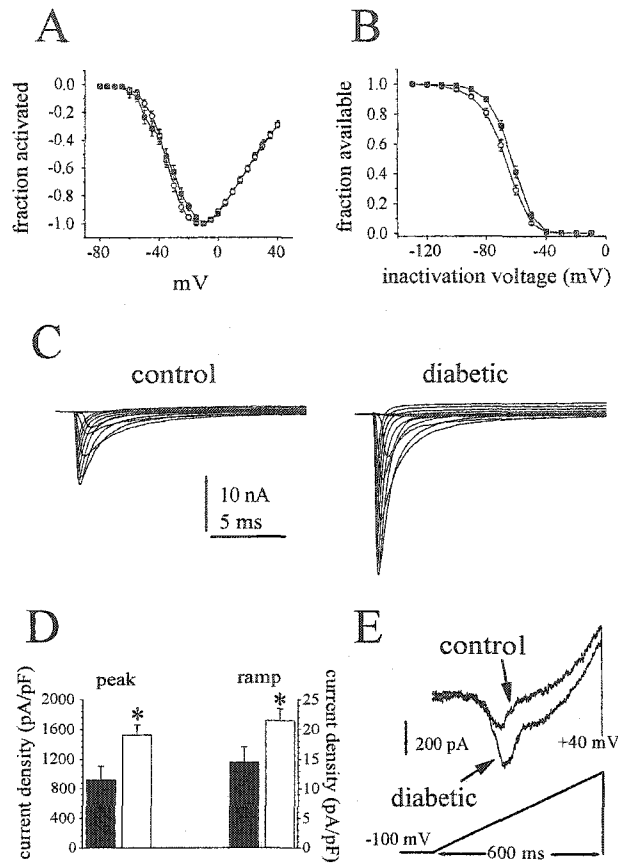 A
B
fraction activated
0.0
-0.2
-0.4
-0.6
-0.8
-1.0
-80
-40
0
40
mV
fraction available
1.0
0.8
0.6
0.4
0.2
0.0
-120
-80
-40
0
inactivation voltage (mV)
C
control
diabetic
10 nA
5 ms
D
peak
ramp
current density (pA/pF)
2000
1600
1200
800
400
0
*
*
25
20
15
10
5
0
current density (pA/pF)
E
control
200 pA
+40 mV
diabetic
-100 mV
600 ms